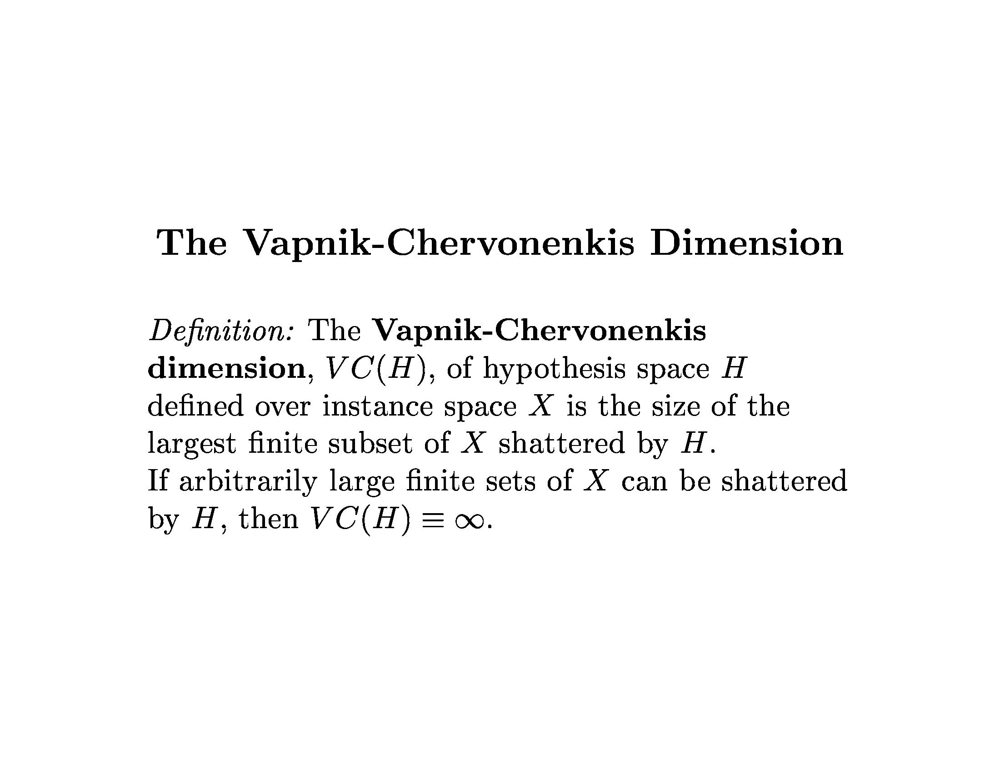 The Vapnik-Chervonenkis Dimension
Definition: The Vapnik-Chervonenkis
dimension, VC(H), of hypothesis space H
defined over instance space X is the size of the
largest finite subset of X shattered by H.
If arbitrarily large finite sets of X can be shattered
by H, then VC(H) ≡ ∞.